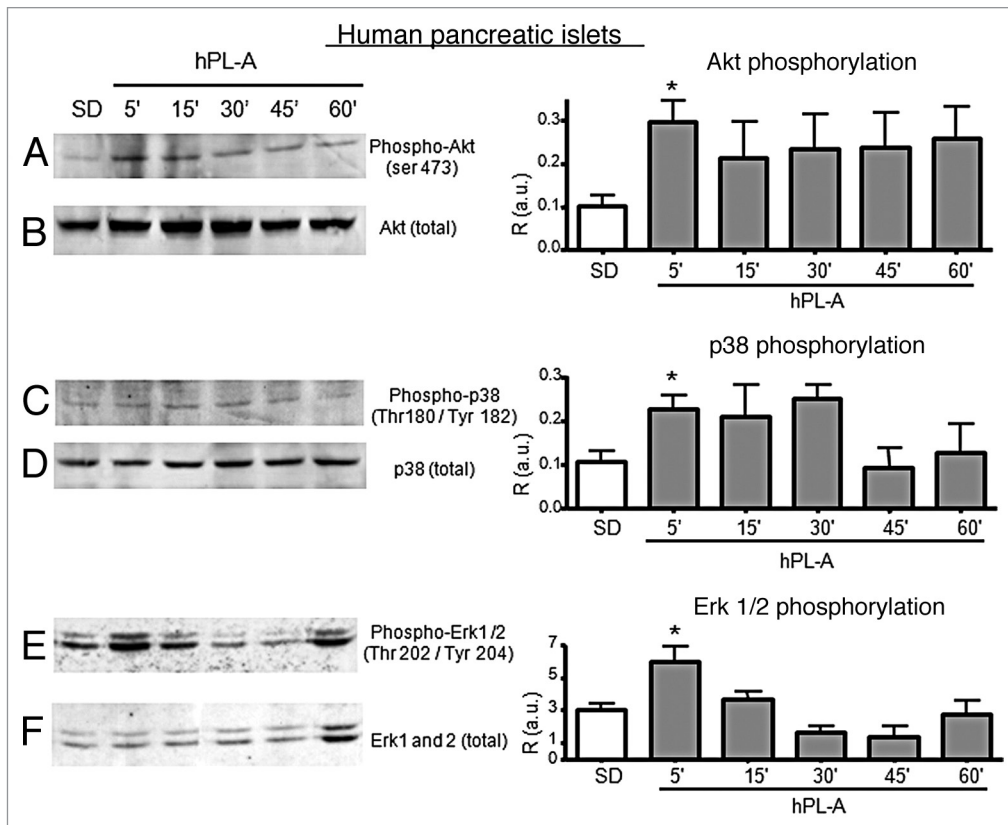 Human pancreatic islets
hPL-A
SD 5' 15' 30' 45' 60'
A
Phospho-Akt
(ser 473)
B
Akt (total)
Akt phosphorylation
*
R (a.u.)
0.3
0.2
0.1
0.0
SD 5' 15' 30' 45' 60'
hPL-A
C
Phospho-p38
(Thr180 / Tyr 182)
D
p38 (total)
p38 phosphorylation
*
R (a.u.)
0.3
0.2
0.1
0.0
SD 5' 15' 30' 45' 60'
hPL-A
E
Phospho-Erk1/2
(Thr 202 / Tyr 204)
F
Erk1 and 2 (total)
Erk 1/2 phosphorylation
*
R (a.u.)
7
5
3
1
0
SD 5' 15' 30' 45' 60'
hPL-A